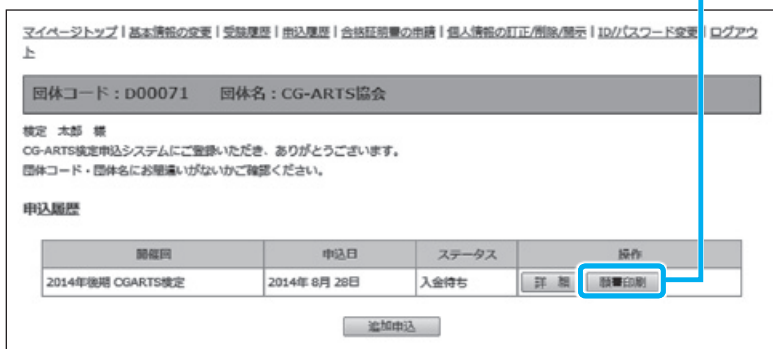 マイページトップ | 基本情報の変更 | 受験履歴 | 申込履歴 | 合格証明書の申請 | 個人情報の訂正/削除/開示 | ID/パスワード変更 | ログアウ
ト
団体コード:D00071 団体名:CG-ARTS協会
検定 太郎 様
CG-ARTS検定申込システムにご登録いただき、ありがとうございます。
団体コード・団体名にお間違いがないかご確認ください。
申込履歴
開催回 申込日 ステータス 操作
2014年後期 CGARTS検定 2014年 8月 28日 入金待ち 詳 細 願書印刷
追加申込